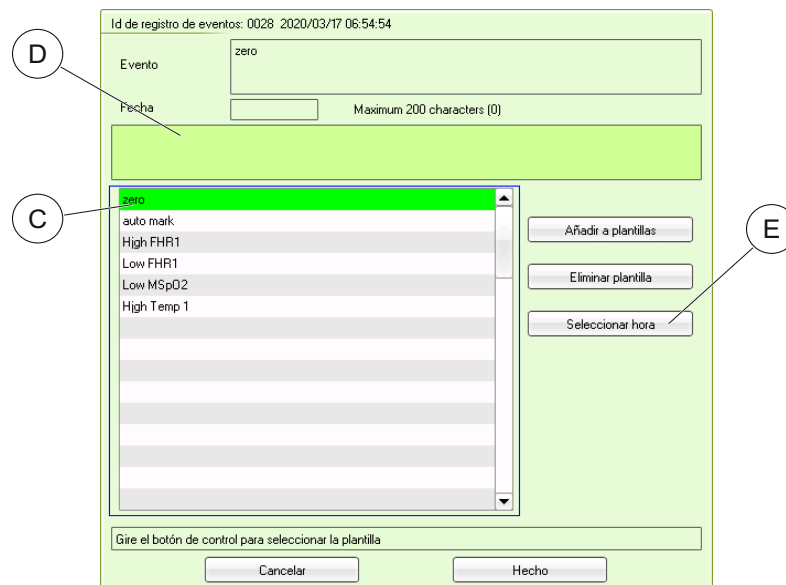 Id de registro de eventos: 0028 2020/03/17 06:54:54
D
Evento
zero
Fecha
Maximum 200 characters (0)
C
zero
auto mark
High FHR1
Low FHR1
Low MSpO2
High Temp 1
Añadir a plantillas
E
Eliminar plantilla
Seleccionar hora
Gire el botón de control para seleccionar la plantilla
Cancelar
Hecho